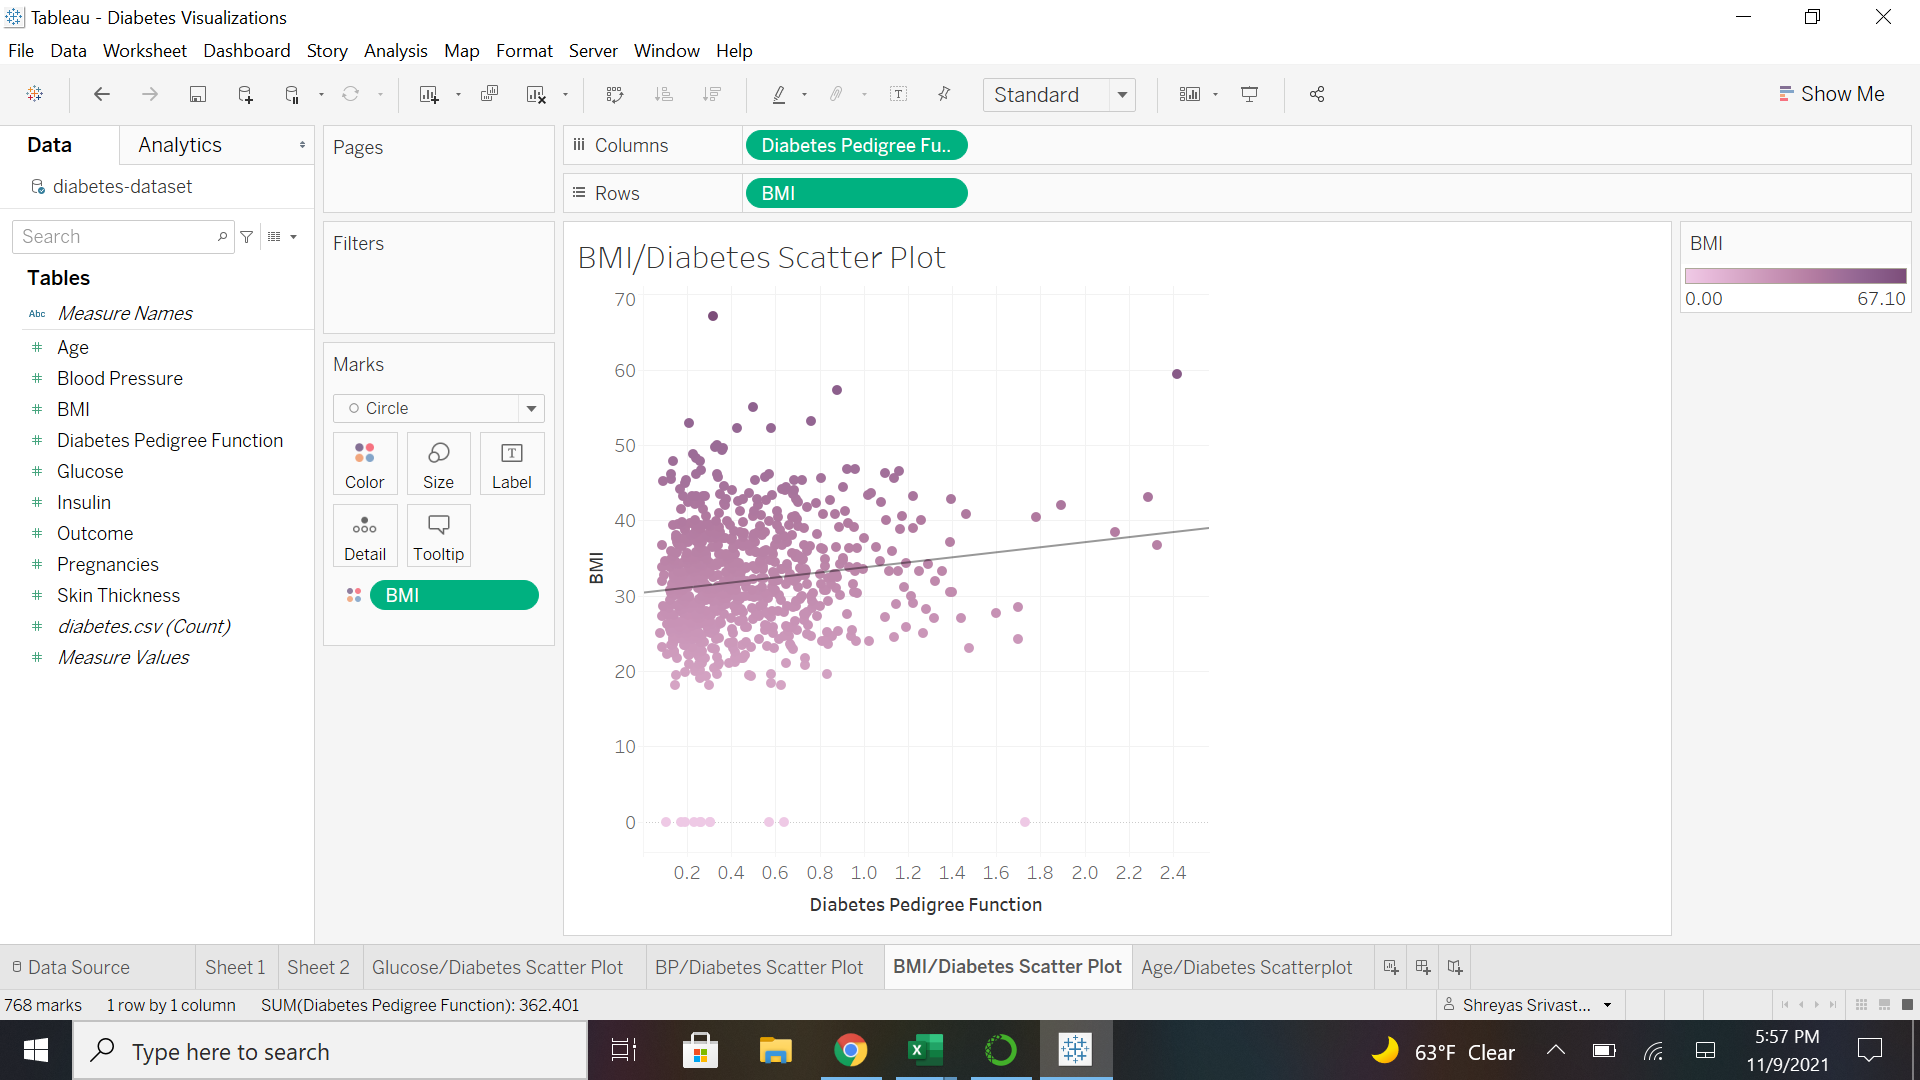 Tableau - Diabetes Visualizations
File Data Worksheet Dashboard Story Analysis Map Format Server Window Help
Standard
Show Me
Data
Analytics
diabetes-dataset
Search
Tables
Abc Measure Names
# Age
# Blood Pressure
# BMI
# Diabetes Pedigree Function
# Glucose
# Insulin
# Outcome
# Pregnancies
# Skin Thickness
# diabetes.csv (Count)
# Measure Values
Pages
Filters
Marks
Circle
Color Size Label
Detail Tooltip
BMI
Columns Diabetes Pedigree Fu..
Rows BMI
BMI/Diabetes Scatter Plot
70
60
50
40
30
20
10
0
BMI
0.2 0.4 0.6 0.8 1.0 1.2 1.4 1.6 1.8 2.0 2.2 2.4
Diabetes Pedigree Function
BMI
0.00 67.10
Data Source Sheet 1 Sheet 2 Glucose/Diabetes Scatter Plot BP/Diabetes Scatter Plot BMI/Diabetes Scatter Plot Age/Diabetes Scatterplot
768 marks 1 row by 1 column SUM(Diabetes Pedigree Function): 362.401
Shreyas Srivast...
Type here to search
63°F Clear
5:57 PM
11/9/2021